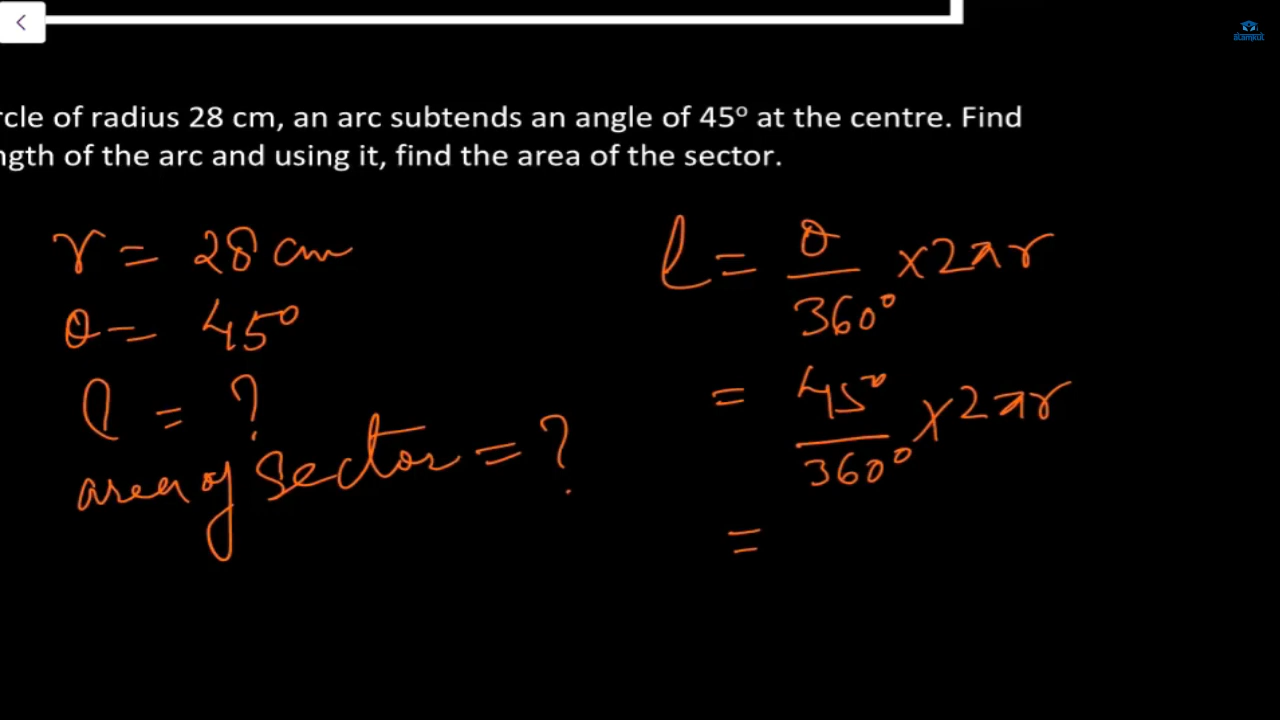 rcle of radius 28 cm, an arc subtends an angle of 45° at the centre. Find
ngth of the arc and using it, find the area of the sector.
r = 28 cm
θ = 45°
l = ?
area of sector = ?
l = θ/360° × 2πr
= 45°/360° × 2πr
=